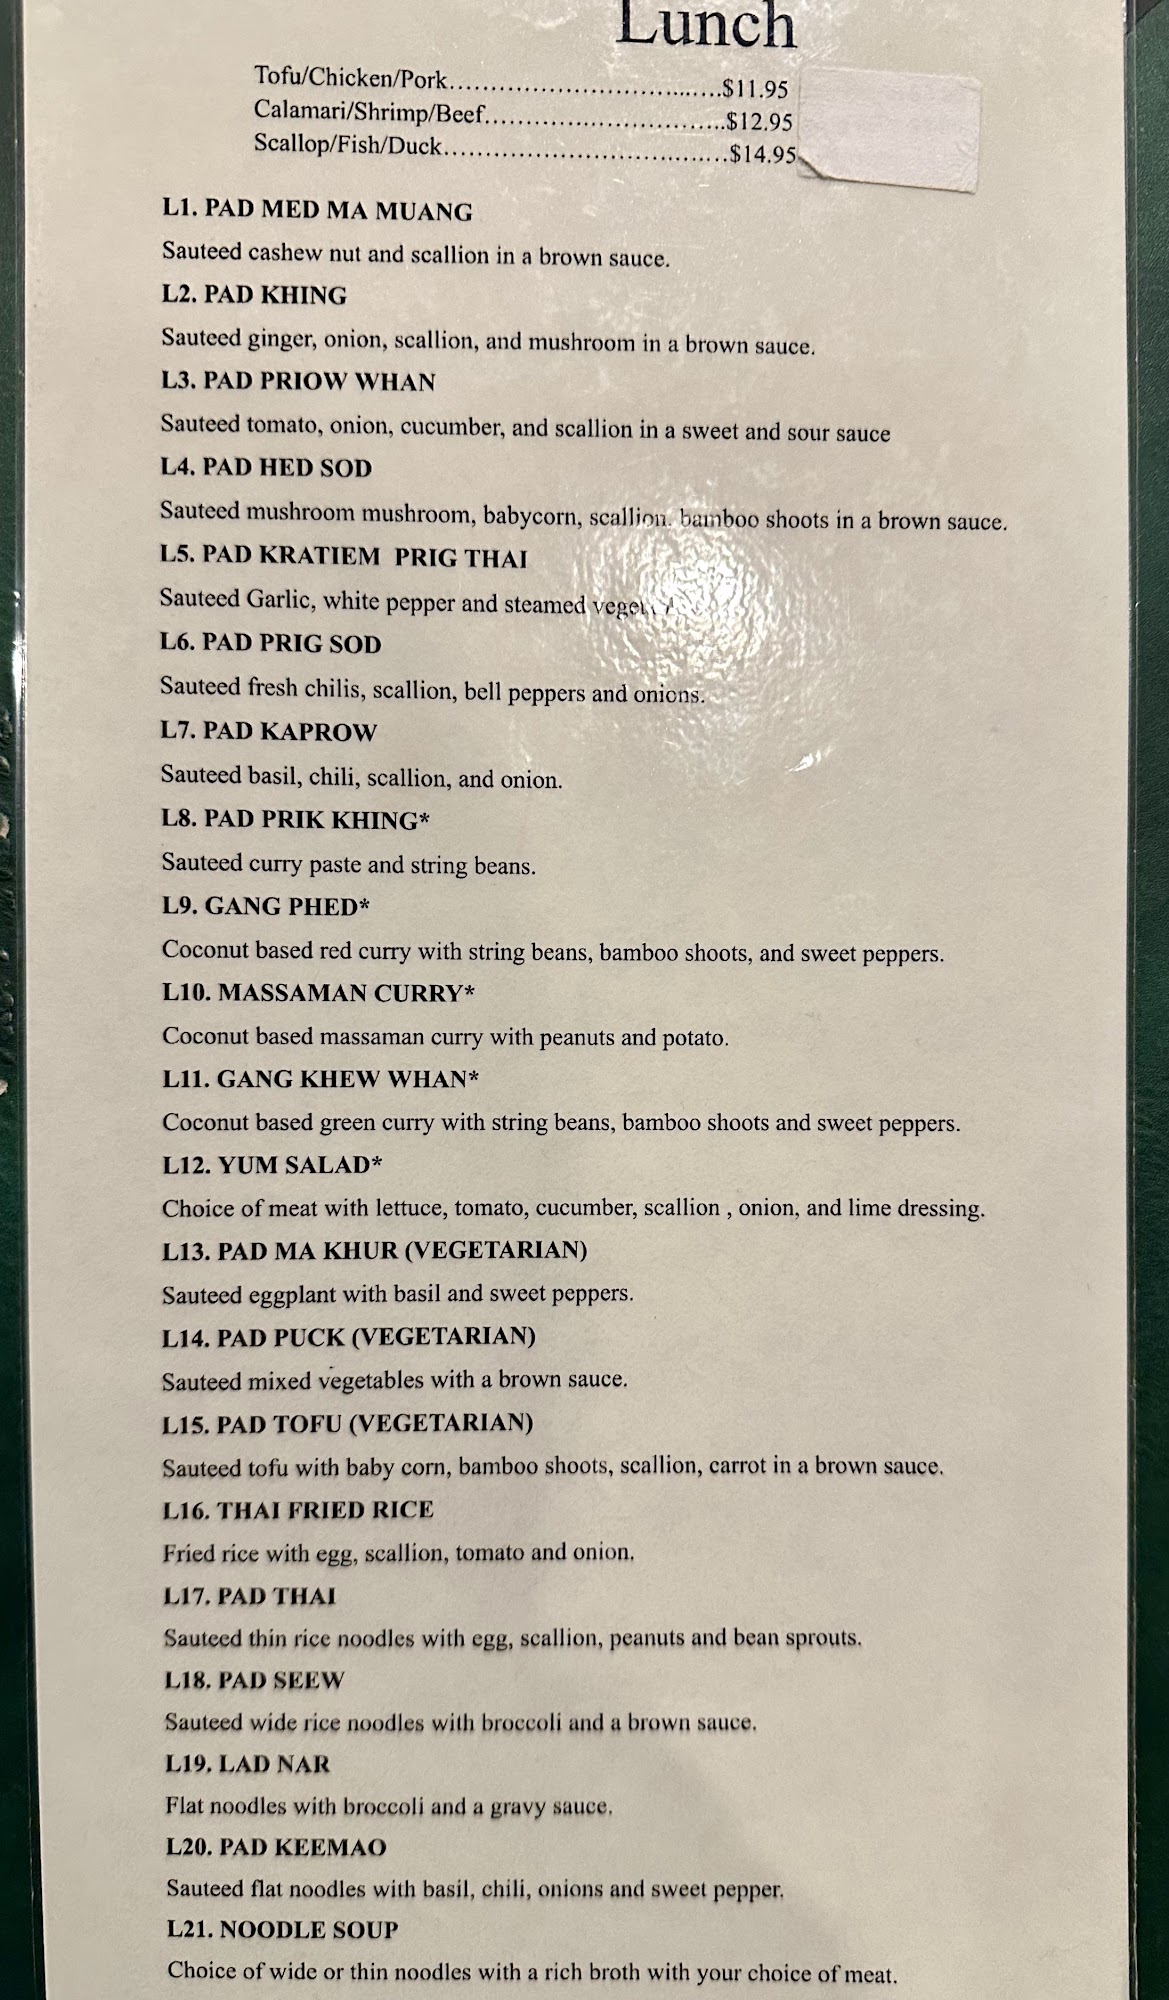 Lunch
Tofu/Chicken/Pork..................................$11.95
Calamari/Shrimp/Beef..............................$12.95
Scallop/Fish/Duck...................................$14.95
L1. PAD MED MA MUANG
Sauteed cashew nut and scallion in a brown sauce.
L2. PAD KHING
Sauteed ginger, onion, scallion, and mushroom in a brown sauce.
L3. PAD PRIOW WHAN
Sauteed tomato, onion, cucumber, and scallion in a sweet and sour sauce
L4. PAD HED SOD
Sauteed mushroom mushroom, babycorn, scallion. bamboo shoots in a brown sauce.
L5. PAD KRATIEM PRIG THAI
Sauteed Garlic, white pepper and steamed
L6. PAD PRIG SOD
Sauteed fresh chilis, scallion, bell peppers and onions.
L7. PAD KAPROW
Sauteed basil, chili, scallion, and onion.
L8. PAD PRIK KHING*
Sauteed curry paste and string beans.
L9. GANG PHED*
Coconut based red curry with string beans, bamboo shoots, and sweet peppers.
L10. MASSAMAN CURRY*
Coconut based massaman curry with peanuts and potato.
L11. GANG KHEW WHAN*
Coconut based green curry with string beans, bamboo shoots and sweet peppers.
L12. YUM SALAD*
Choice of meat with lettuce, tomato, cucumber, scallion , onion, and lime dressing.
L13. PAD MA KHUR (VEGETARIAN)
Sauteed eggplant with basil and sweet peppers.
L14. PAD PUCK (VEGETARIAN)
Sauteed mixed vegetables with a brown sauce.
L15. PAD TOFU (VEGETARIAN)
Sauteed tofu with baby corn, bamboo shoots, scallion, carrot in a brown sauce.
L16. THAI FRIED RICE
Fried rice with egg, scallion, tomato and onion.
L17. PAD THAI
Sauteed thin rice noodles with egg, scallion, peanuts and bean sprouts.
L18. PAD SEEW
Sauteed wide rice noodles with broccoli and a brown sauce.
L19. LAD NAR
Flat noodles with broccoli and a gravy sauce.
L20. PAD KEEMAO
Sauteed flat noodles with basil, chili, onions and sweet pepper.
L21. NOODLE SOUP
Choice of wide or thin noodles with a rich broth with your choice of meat.